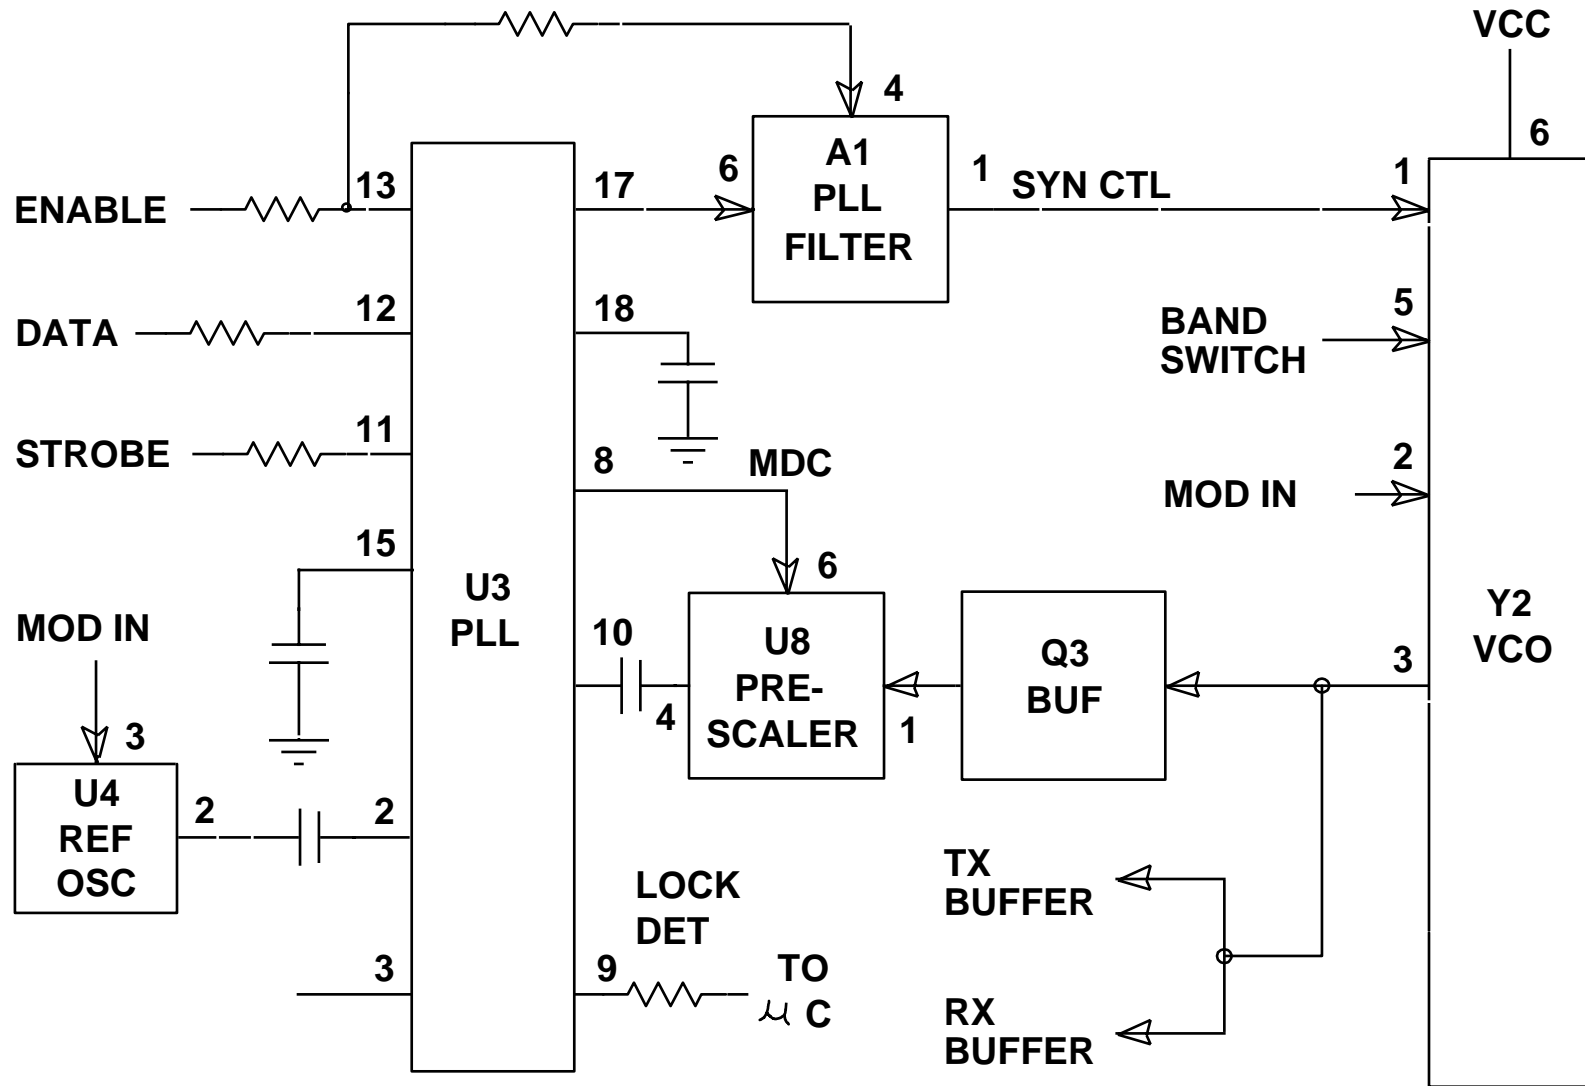 VCC
4
6
A1
PLL
FILTER
6
1
SYN CTL
1
ENABLE
13
17
DATA
12
18
BAND
SWITCH
5
STROBE
11
8
MDC
MOD IN
2
15
6
U3
PLL
MOD IN
10
U8
PRE-
SCALER
4
1
Q3
BUF
3
Y2
VCO
3
U4
REF
OSC
2
2
LOCK
DET
TX
BUFFER
3
9
TO
μ C
RX
BUFFER